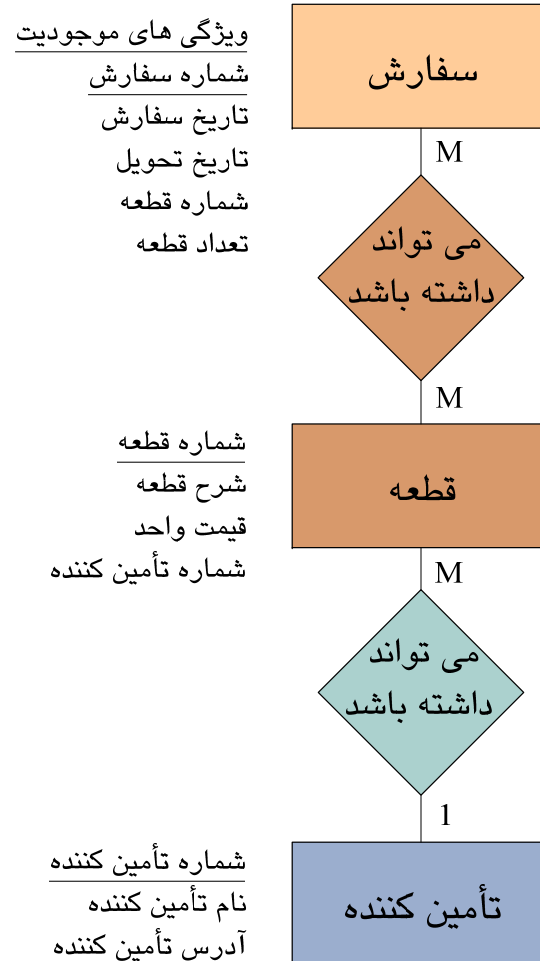 ویژگی های موجودیت
شماره سفارش
تاریخ سفارش
تاریخ تحویل
شماره قطعه
تعداد قطعه
سفارش
M
می تواند
داشته باشد
M
شماره قطعه
شرح قطعه
قیمت واحد
شماره تأمین کننده
قطعه
M
می تواند
داشته باشد
1
شماره تأمین کننده
نام تأمین کننده
آدرس تأمین کننده
تأمین کننده